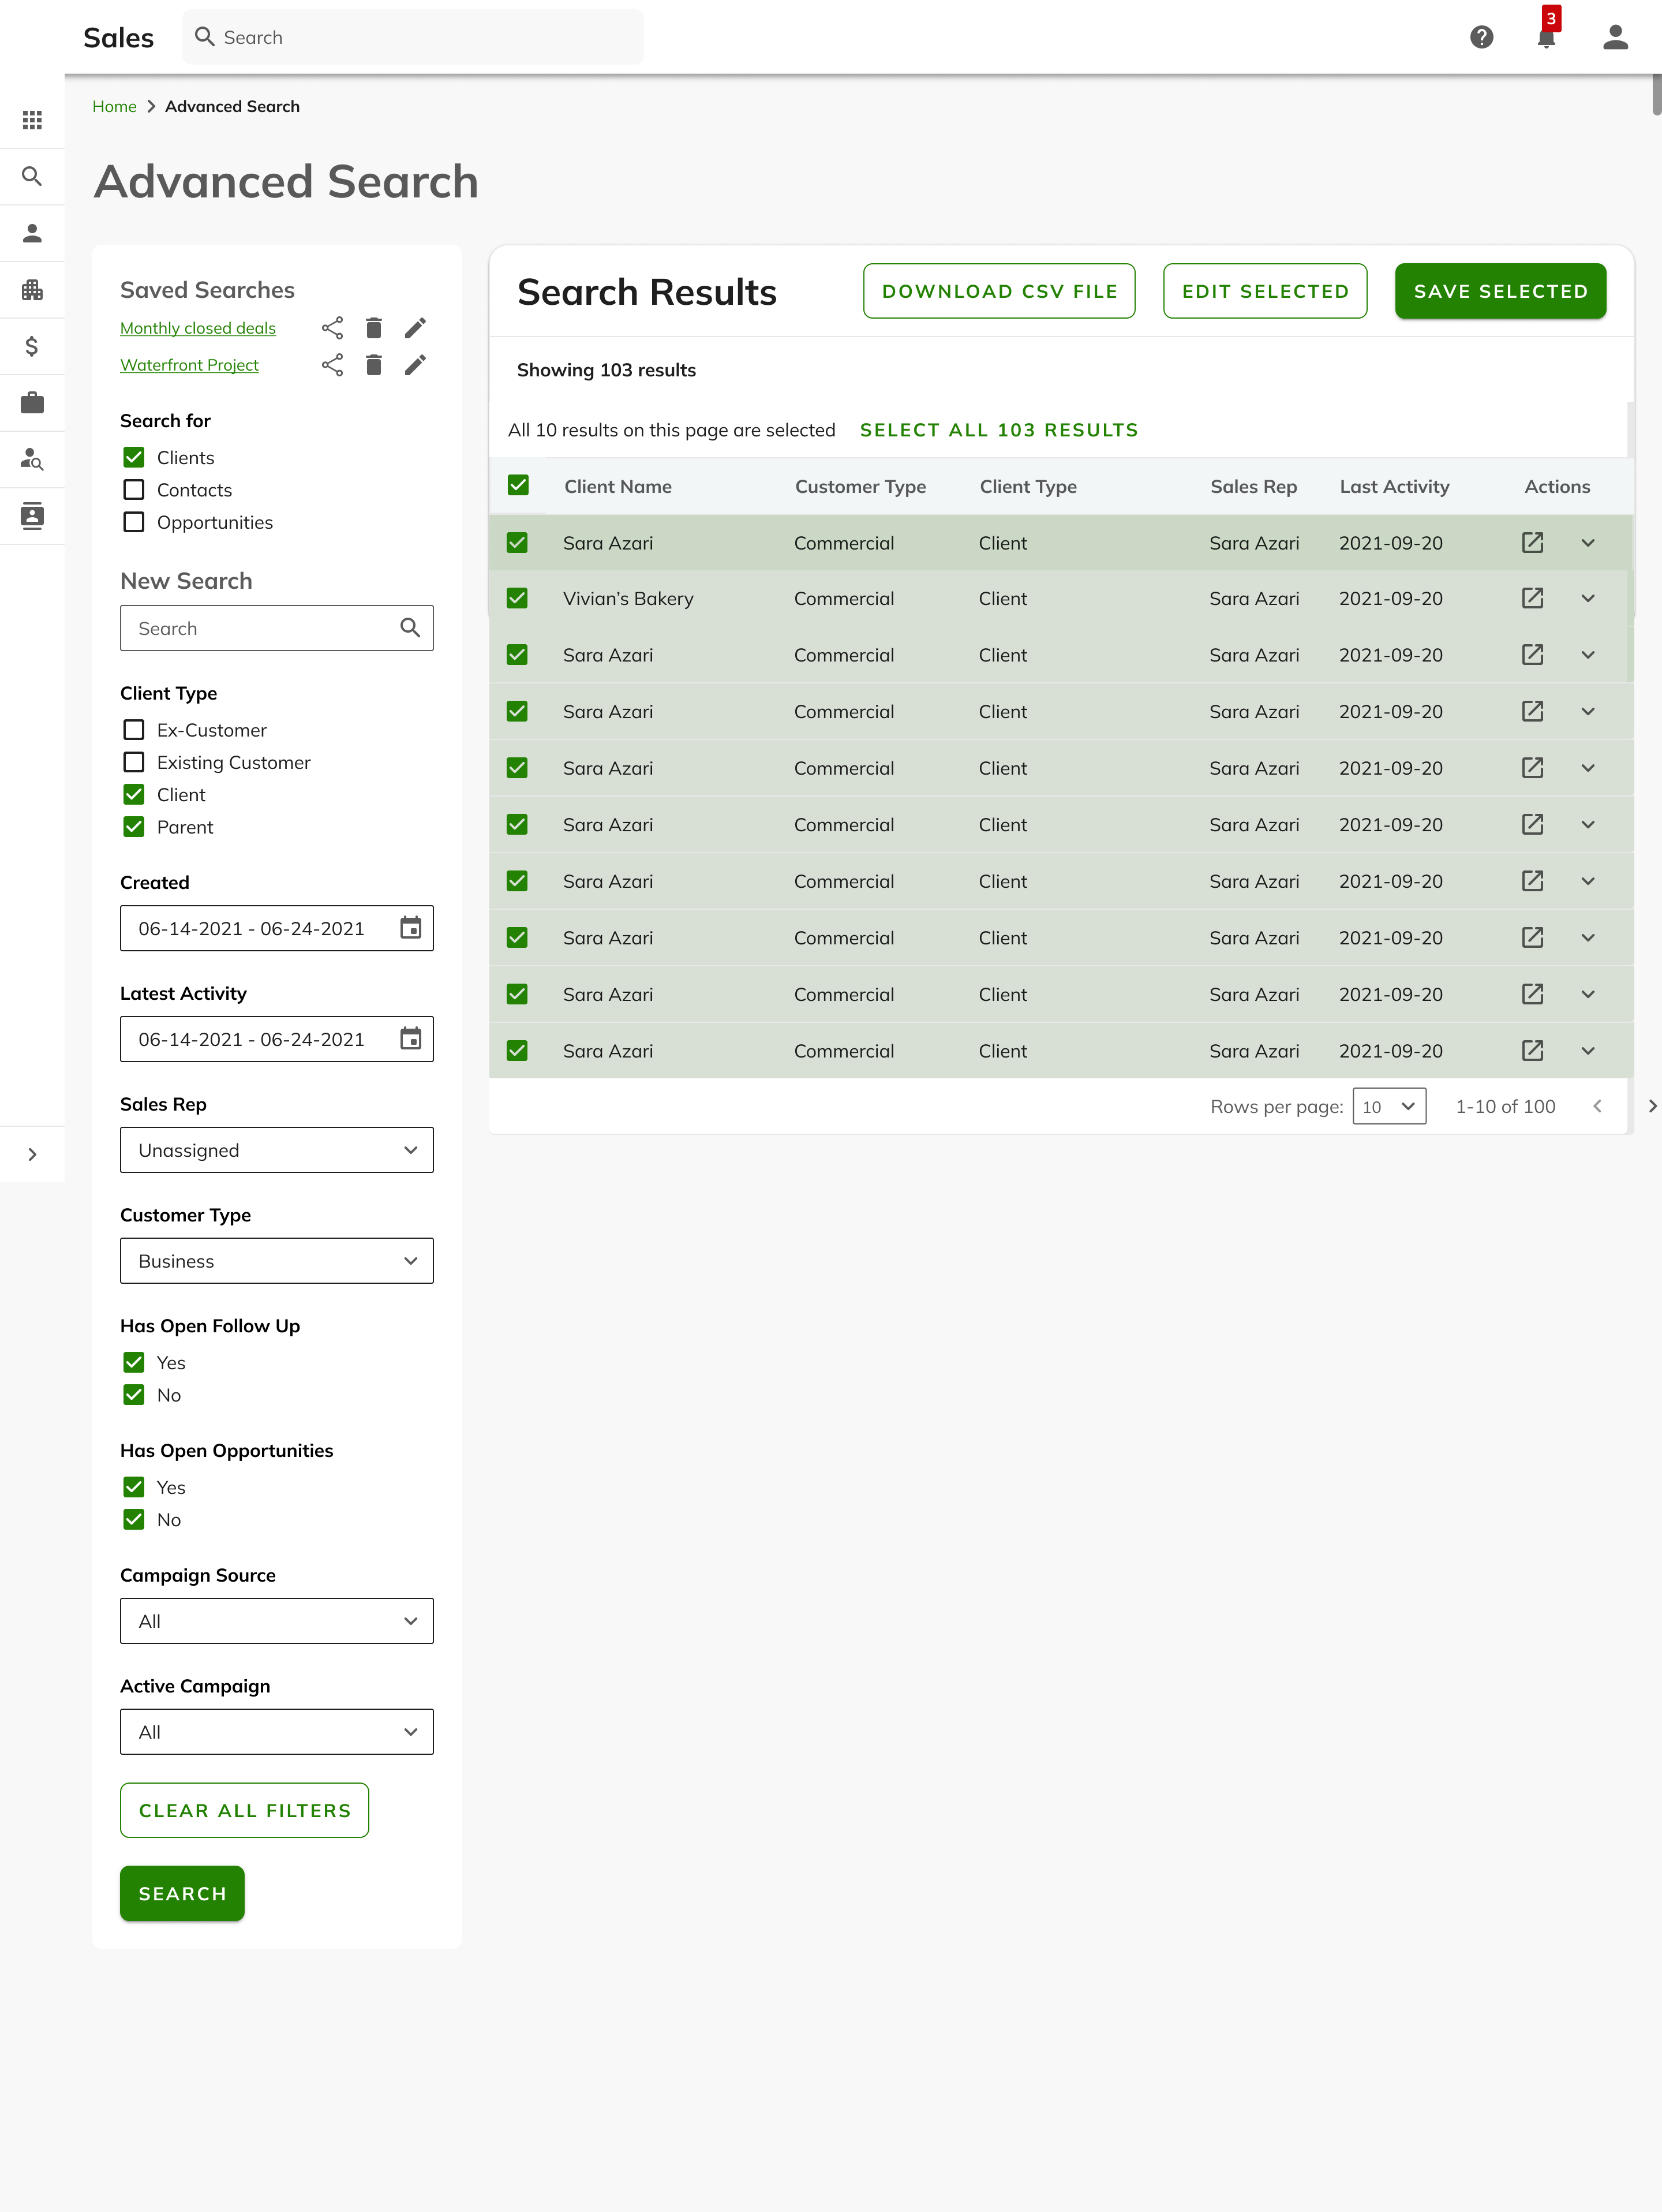 Sales
Search
3
Home
Advanced Search
Advanced Search
Saved Searches
Monthly closed deals
Waterfront Project
Search for
Clients
Contacts
Opportunities
New Search
Search
Client Type
Ex-Customer
Existing Customer
Client
Parent
Created
06-14-2021 - 06-24-2021
Latest Activity
06-14-2021 - 06-24-2021
Sales Rep
Unassigned
Customer Type
Business
Has Open Follow Up
Yes
No
Has Open Opportunities
Yes
No
Campaign Source
All
Active Campaign
All
CLEAR ALL FILTERS
SEARCH
Search Results
DOWNLOAD CSV FILE
EDIT SELECTED
SAVE SELECTED
Showing 103 results
All 10 results on this page are selected SELECT ALL 103 RESULTS
Client Name Customer Type Client Type Sales Rep Last Activity Actions
Sara Azari Commercial Client Sara Azari 2021-09-20
Vivian’s Bakery Commercial Client Sara Azari 2021-09-20
Sara Azari Commercial Client Sara Azari 2021-09-20
Sara Azari Commercial Client Sara Azari 2021-09-20
Sara Azari Commercial Client Sara Azari 2021-09-20
Sara Azari Commercial Client Sara Azari 2021-09-20
Sara Azari Commercial Client Sara Azari 2021-09-20
Sara Azari Commercial Client Sara Azari 2021-09-20
Sara Azari Commercial Client Sara Azari 2021-09-20
Sara Azari Commercial Client Sara Azari 2021-09-20
Rows per page: 10 1-10 of 100